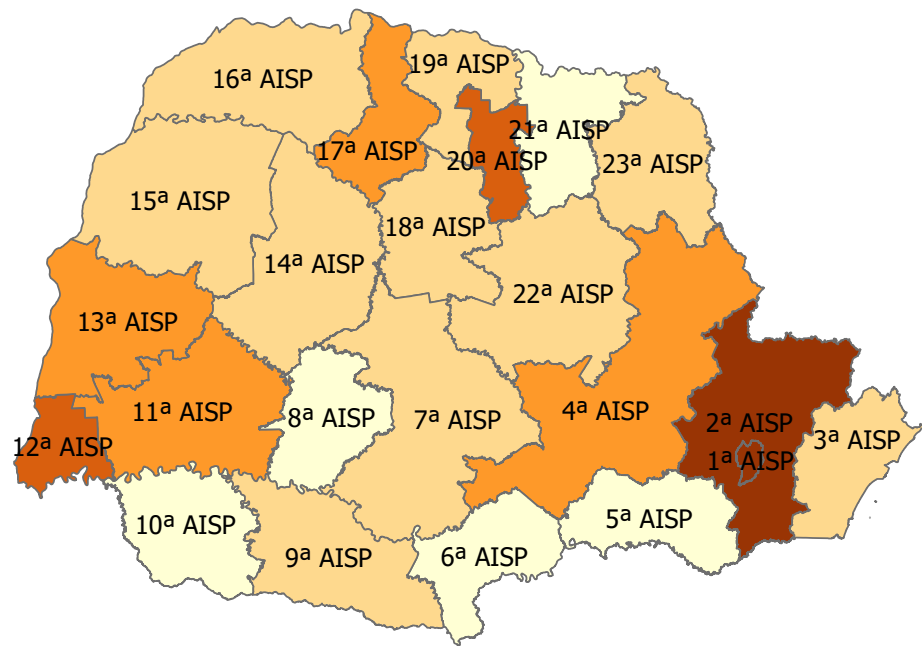 19ª AISP
16ª AISP
21ª AISP
17ª AISP
20ª AISP
23ª AISP
15ª AISP
18ª AISP
14ª AISP
22ª AISP
13ª AISP
11ª AISP
8ª AISP
7ª AISP
4ª AISP
2ª AISP
3ª AISP
12ª AISP
1ª AISP
10ª AISP
5ª AISP
9ª AISP
6ª AISP